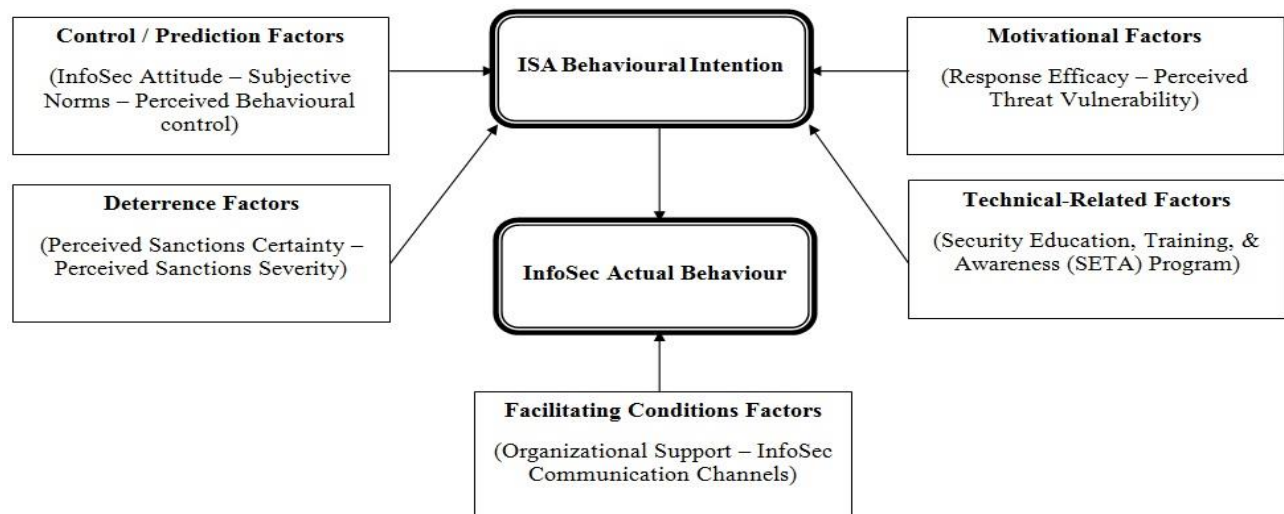 Control / Prediction Factors
(InfoSec Attitude – Subjective
Norms – Perceived Behavioural
control)
ISA Behavioural Intention
Motivational Factors
(Response Efficacy – Perceived
Threat Vulnerability)
Deterrence Factors
(Perceived Sanctions Certainty –
Perceived Sanctions Severity)
InfoSec Actual Behaviour
Technical-Related Factors
(Security Education, Training, &
Awareness (SETA) Program)
Facilitating Conditions Factors
(Organizational Support – InfoSec
Communication Channels)